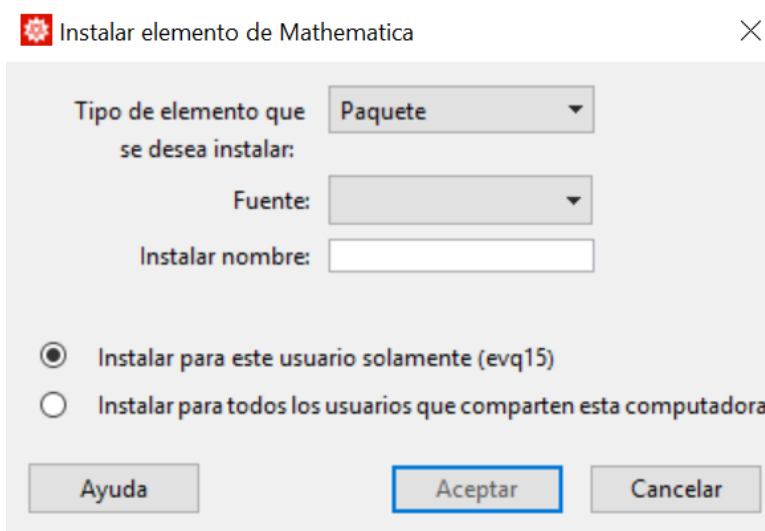 Instalar elemento de Mathematica
Tipo de elemento que
se desea instalar:
Paquete
Fuente:
Instalar nombre:
Instalar para este usuario solamente (evq15)
Instalar para todos los usuarios que comparten esta computadora
Ayuda
Aceptar
Cancelar